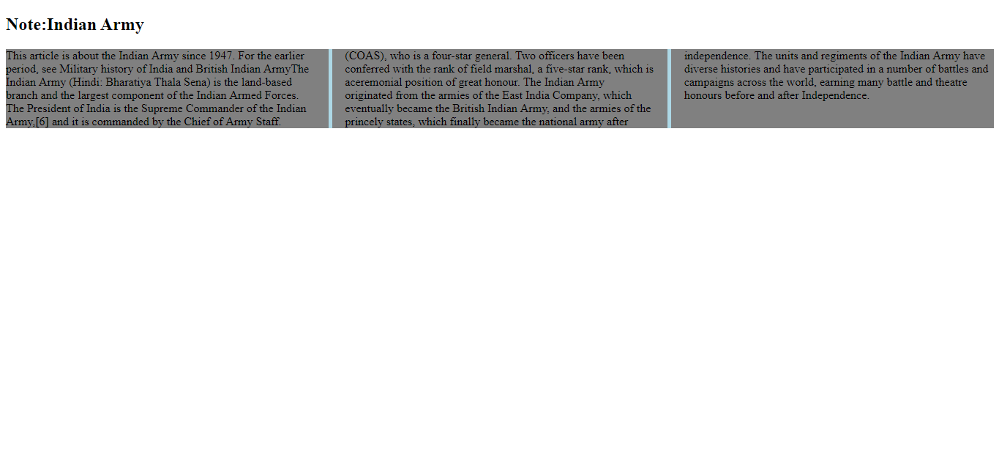 Note:Indian Army
This article is about the Indian Army since 1947. For the earlier
period, see Military history of India and British Indian ArmyThe
Indian Army (Hindi: Bharatiya Thala Sena) is the land-based
branch and the largest component of the Indian Armed Forces.
The President of India is the Supreme Commander of the Indian
Army,[6] and it is commanded by the Chief of Army Staff.
(COAS), who is a four-star general. Two officers have been
conferred with the rank of field marshal, a five-star rank, which is
aceremonial position of great honour. The Indian Army
originated from the armies of the East India Company, which
eventually became the British Indian Army, and the armies of the
princely states, which finally became the national army after
independence. The units and regiments of the Indian Army have
diverse histories and have participated in a number of battles and
campaigns across the world, earning many battle and theatre
honours before and after Independence.